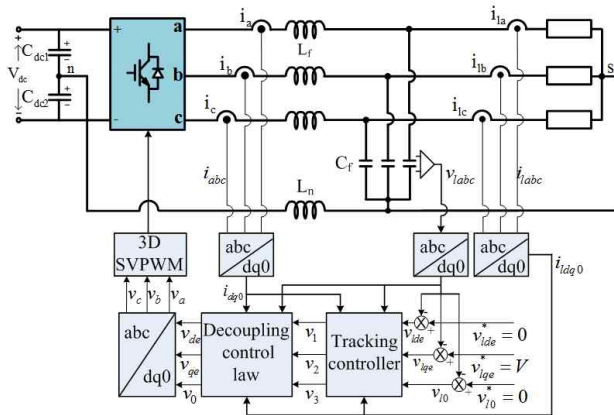 a i_a L_f i_la
+ + C_dc1 V_dc n C_dc2 -
b i_b i_lb s
c i_c i_lc
i_abc C_f v_labc i_labc
L_n
3D SVPWM
abc dq0
abc dq0
abc dq0
i_ldq0
i_dq0
v_c v_b v_a
abc dq0
v_de v_qe v_0
Decoupling control law
v_1 v_2 v_3
Tracking controller
v_lde v_lqe v_l0
v*_lde = 0
v*_lqe = V
v*_l0 = 0